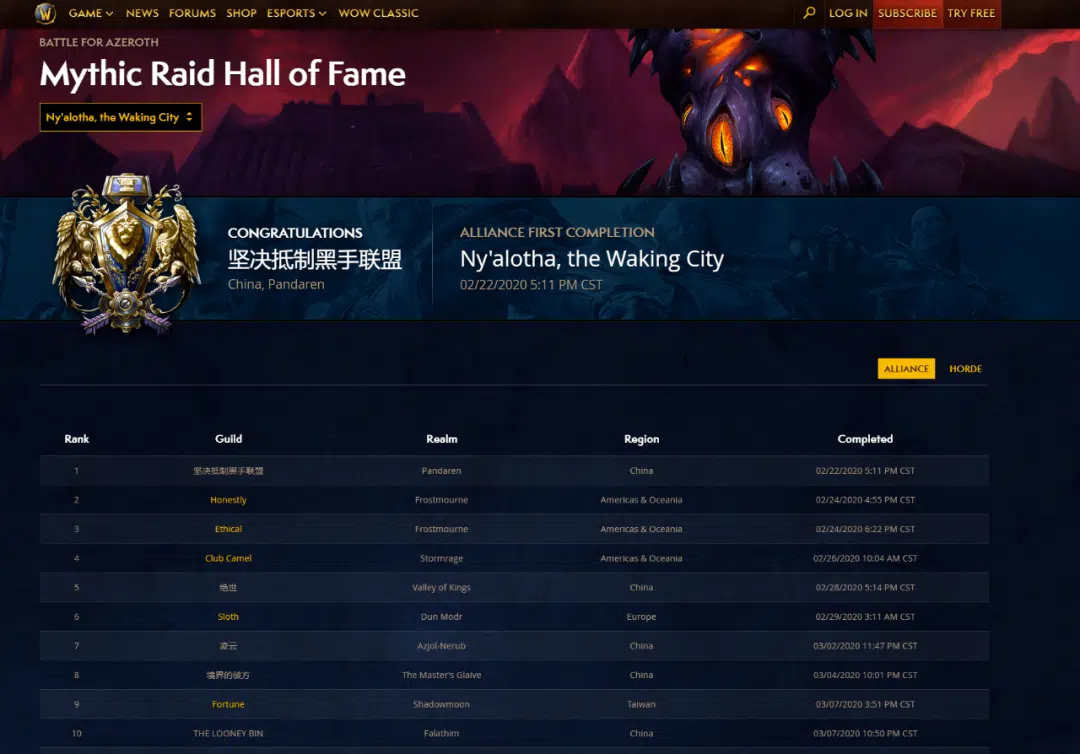 GAME NEWS FORUMS SHOP ESPORTS WOW CLASSIC LOG IN SUBSCRIBE TRY FREE
BATTLE FOR AZEROTH
Mythic Raid Hall of Fame
Ny'alotha, the Waking City
CONGRATULATIONS
坚决抵制黑手联盟
China, Pandaren
ALLIANCE FIRST COMPLETION
Ny'alotha, the Waking City
02/22/2020 5:11 PM CST
ALLIANCE HORDE
Rank Guild Realm Region Completed
1 坚决抵制黑手联盟 Pandaren China 02/22/2020 5:11 PM CST
2 Honestly Frostmourne Americas & Oceania 02/24/2020 4:55 PM CST
3 Ethical Frostmourne Americas & Oceania 02/24/2020 6:22 PM CST
4 Club Camel Stormrage Americas & Oceania 02/26/2020 10:04 AM CST
5 绝世 Valley of Kings China 02/28/2020 5:14 PM CST
6 Sloth Dun Modr Europe 02/29/2020 3:11 AM CST
7 凌云 Azjol-Nerub China 03/02/2020 11:47 PM CST
8 境界的彼方 The Master's Glaive China 03/04/2020 10:01 PM CST
9 Fortune Shadowmoon Taiwan 03/07/2020 3:51 PM CST
10 THE LOONEY BIN Falathim China 03/07/2020 10:50 PM CST